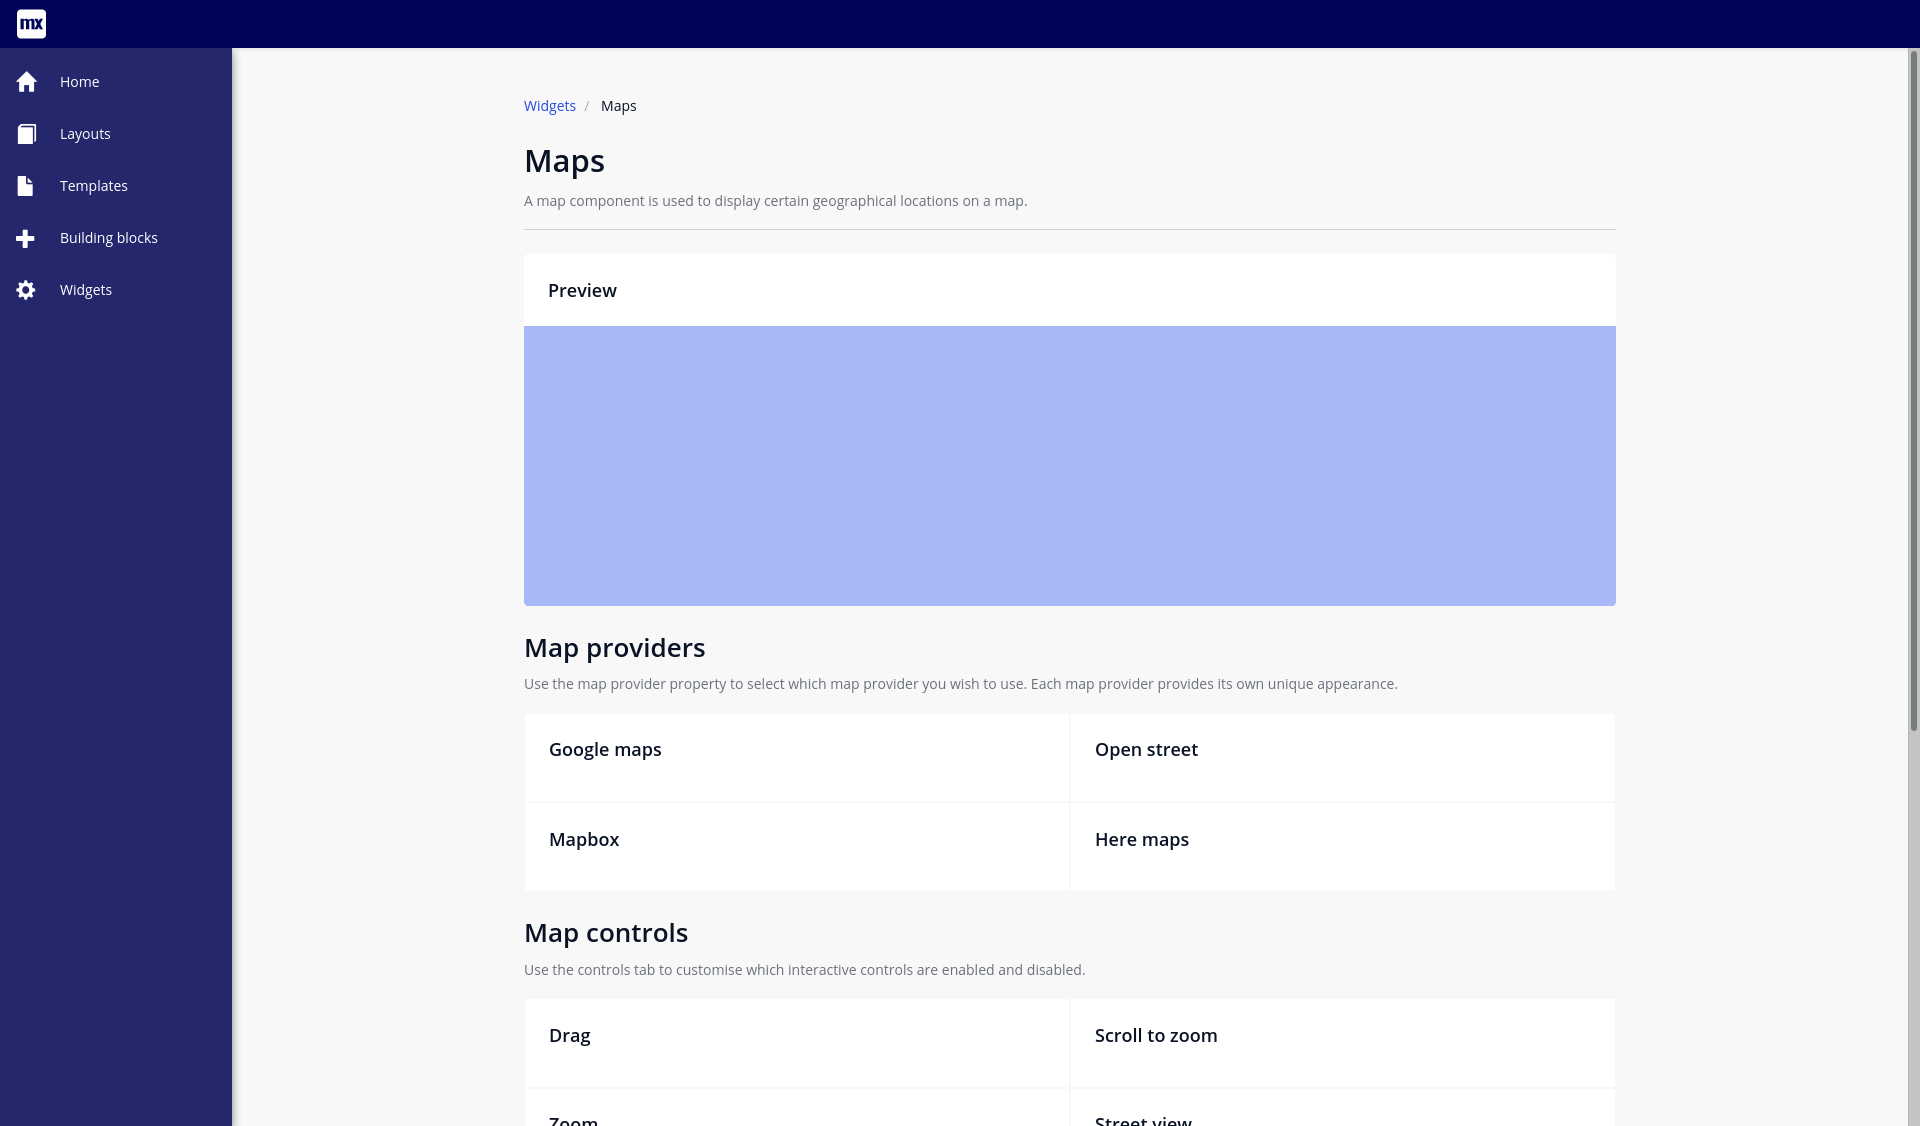 mx
Home
Layouts
Templates
Building blocks
Widgets
Widgets / Maps
Maps
A map component is used to display certain geographical locations on a map.
Preview
Map providers
Use the map provider property to select which map provider you wish to use. Each map provider provides its own unique appearance.
Google maps
Open street
Mapbox
Here maps
Map controls
Use the controls tab to customise which interactive controls are enabled and disabled.
Drag
Scroll to zoom
Zoom
Street view